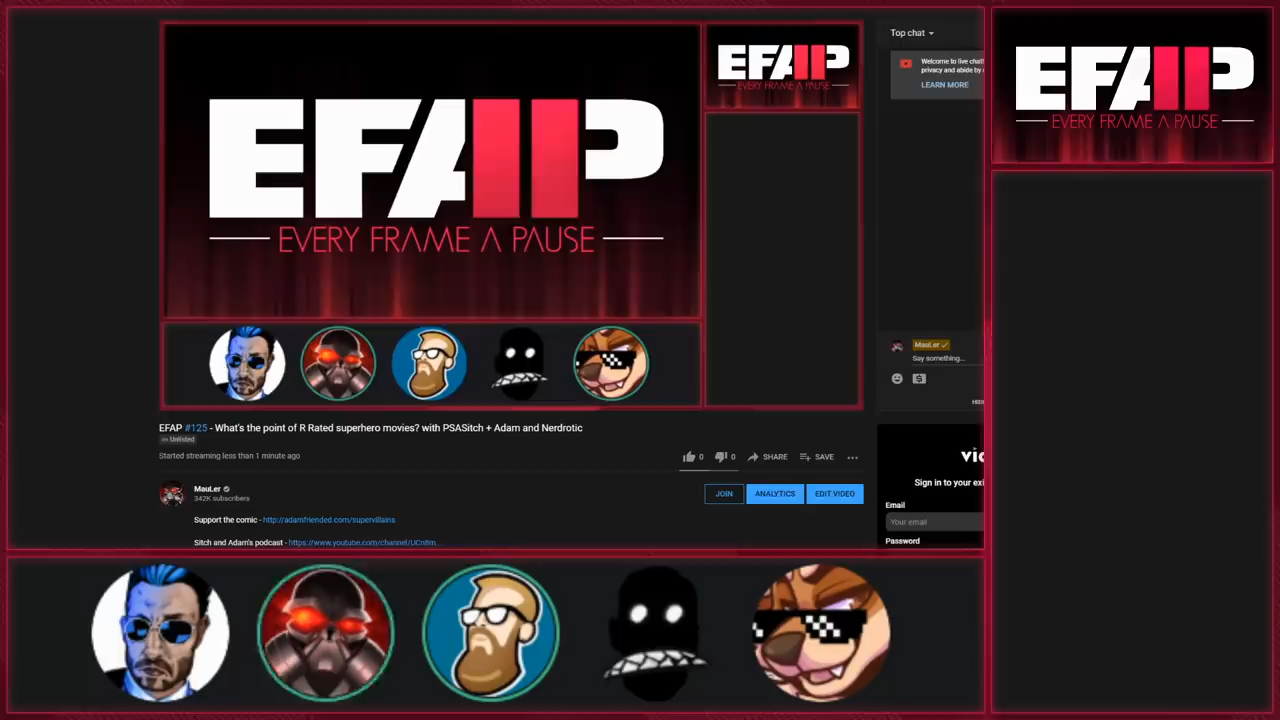 EFAP
EVERY FRAME A PAUSE
EFAP
EVERY FRAME A PAUSE
Top chat
Welcome to live chat!
privacy and abide by
LEARN MORE
EFAP
EVERY FRAME A PAUSE
MauLer
Say something...
EFAP #125 - What's the point of R Rated superhero movies? with PSASitch + Adam and Nerdrotic
Unlisted
Started streaming less than 1 minute ago
0 0 SHARE SAVE
MauLer
342K subscribers
JOIN ANALYTICS EDIT VIDEO
Support the comic - http://adamfriended.com/supervillains
Sitch and Adam's podcast - https://www.youtube.com/channel/UCn8m...
Sign in to your
Email
Your email
Password